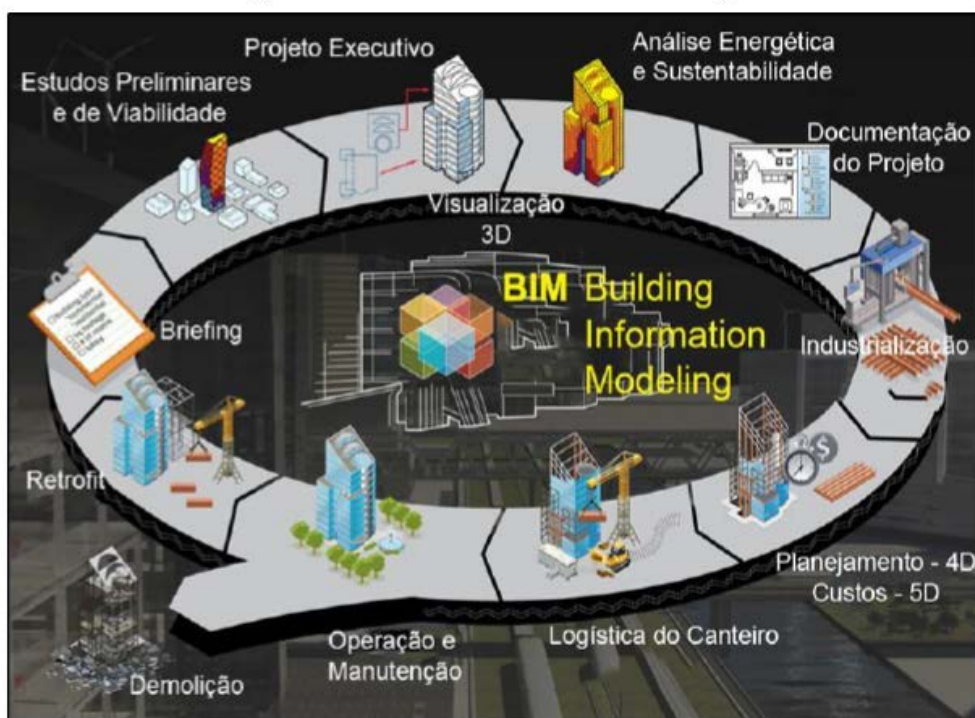 Projeto Executivo
Análise Energética
e Sustentabilidade
Estudos Preliminares
e de Viabilidade
Documentação
do Projeto
Visualização
3D
BIM Building
Information
Modeling
Briefing
Industrialização
Retrofit
Planejamento - 4D
Custos - 5D
Logística do Canteiro
Operação e
Manutenção
Demolição
$